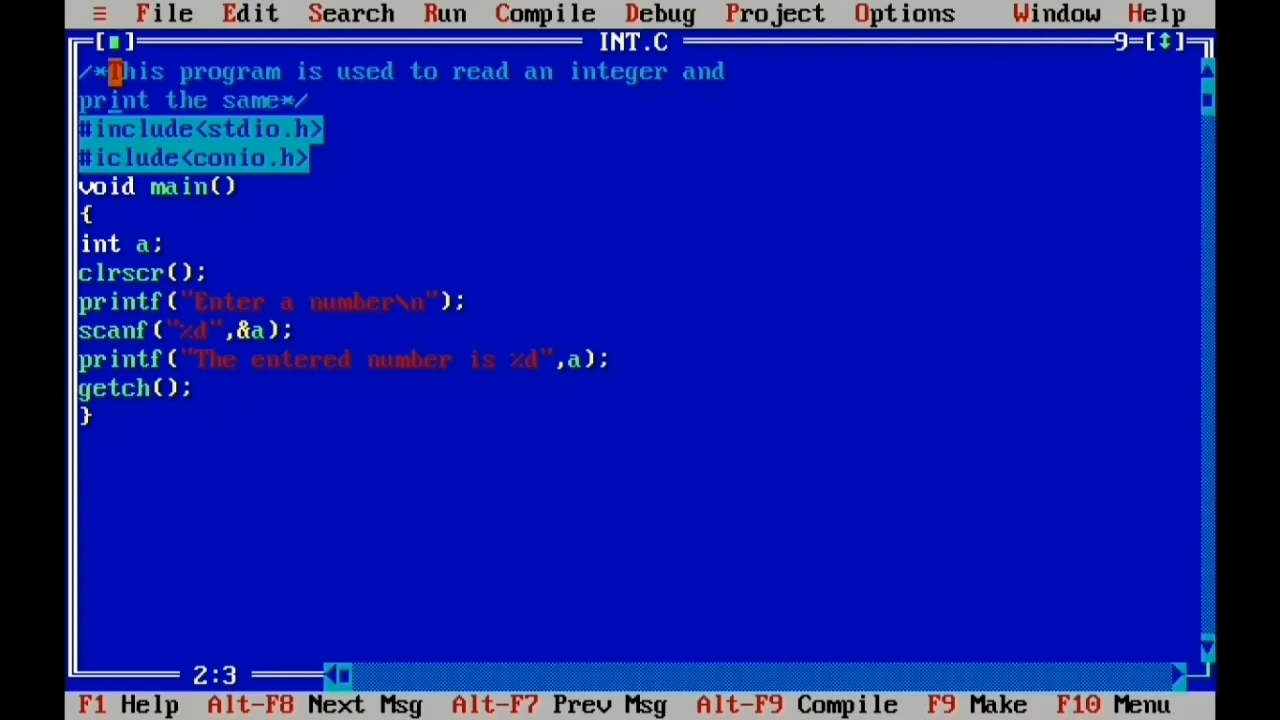 ≡ File Edit Search Run Compile Debug Project Options Window Help
[■] INT.C 9=[↕]
/*This program is used to read an integer and
print the same*/
#include<stdio.h>
#iclude<conio.h>
void main()
{
int a;
clrscr();
printf("Enter a number\n");
scanf("%d",&a);
printf("The entered number is %d",a);
getch();
}
2:3
F1 Help Alt-F8 Next Msg Alt-F7 Prev Msg Alt-F9 Compile F9 Make F10 Menu